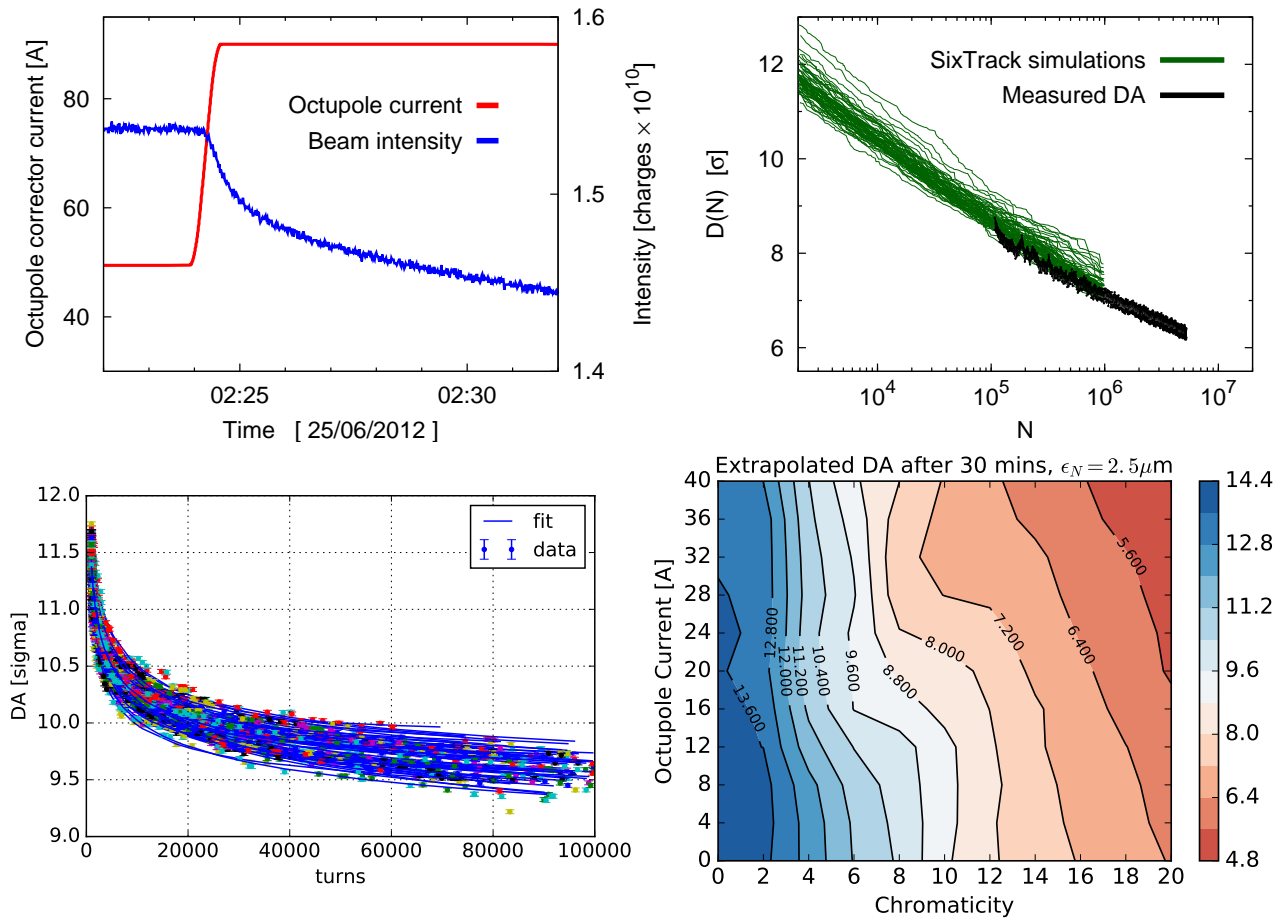 Octupole corrector current [A]
80
60
40
Octupole current
Beam intensity
1.6
1.5
1.4
Intensity [charges × 10^10]
02:25 02:30
Time [ 25/06/2012 ]
D(N) [σ]
12
10
8
6
SixTrack simulations
Measured DA
10^4 10^5 10^6 10^7
N
DA [sigma]
12.0
11.5
11.0
10.5
10.0
9.5
9.0
fit
data
0 20000 40000 60000 80000 100000
turns
Extrapolated DA after 30 mins, ϵ_N = 2.5μm
Octupole Current [A]
40
36
32
28
24
20
16
12
8
4
0
13.600
12.800
12.000
11.200
10.400
9.600
8.800
8.000
7.200
6.400
5.600
0 2 4 6 8 10 12 14 16 18 20
Chromaticity
14.4
12.8
11.2
9.6
8.0
6.4
4.8